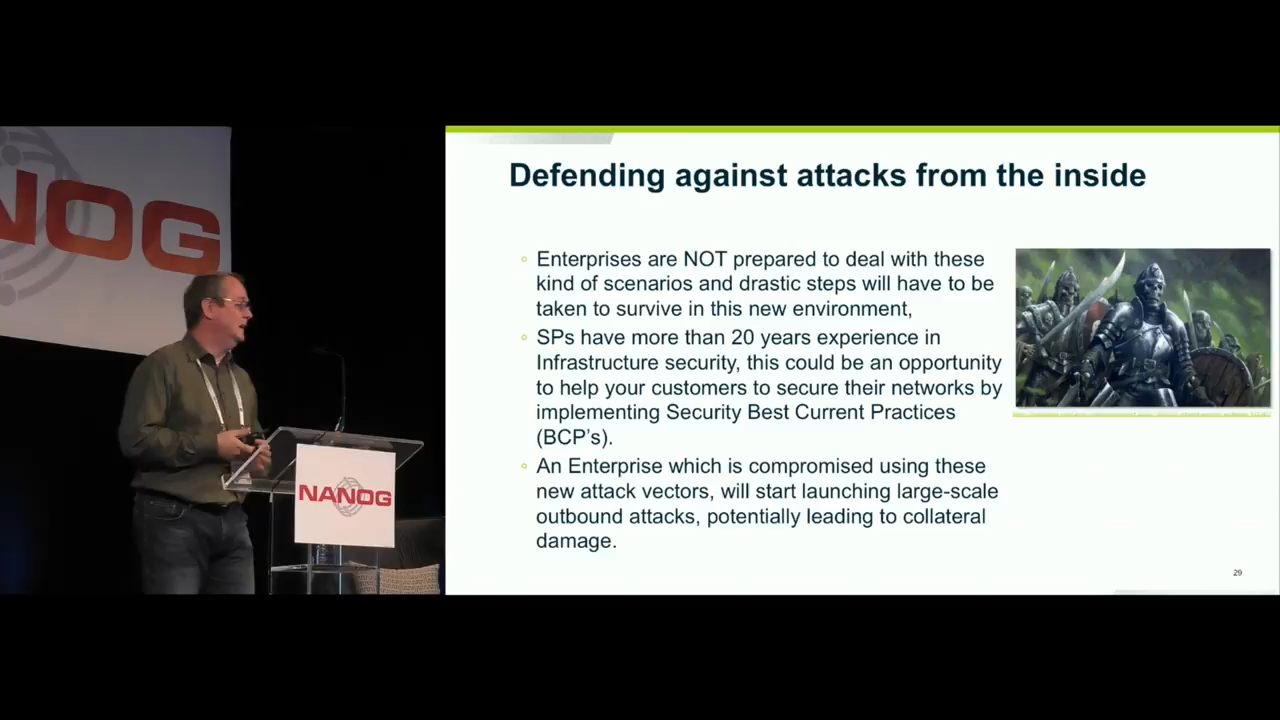 NOG
NANOG
Defending against attacks from the inside
Enterprises are NOT prepared to deal with these
kind of scenarios and drastic steps will have to be
taken to survive in this new environment,
SPs have more than 20 years experience in
Infrastructure security, this could be an opportunity
to help your customers to secure their networks by
implementing Security Best Current Practices
(BCP’s).
An Enterprise which is compromised using these
new attack vectors, will start launching large-scale
outbound attacks, potentially leading to collateral
damage.
29